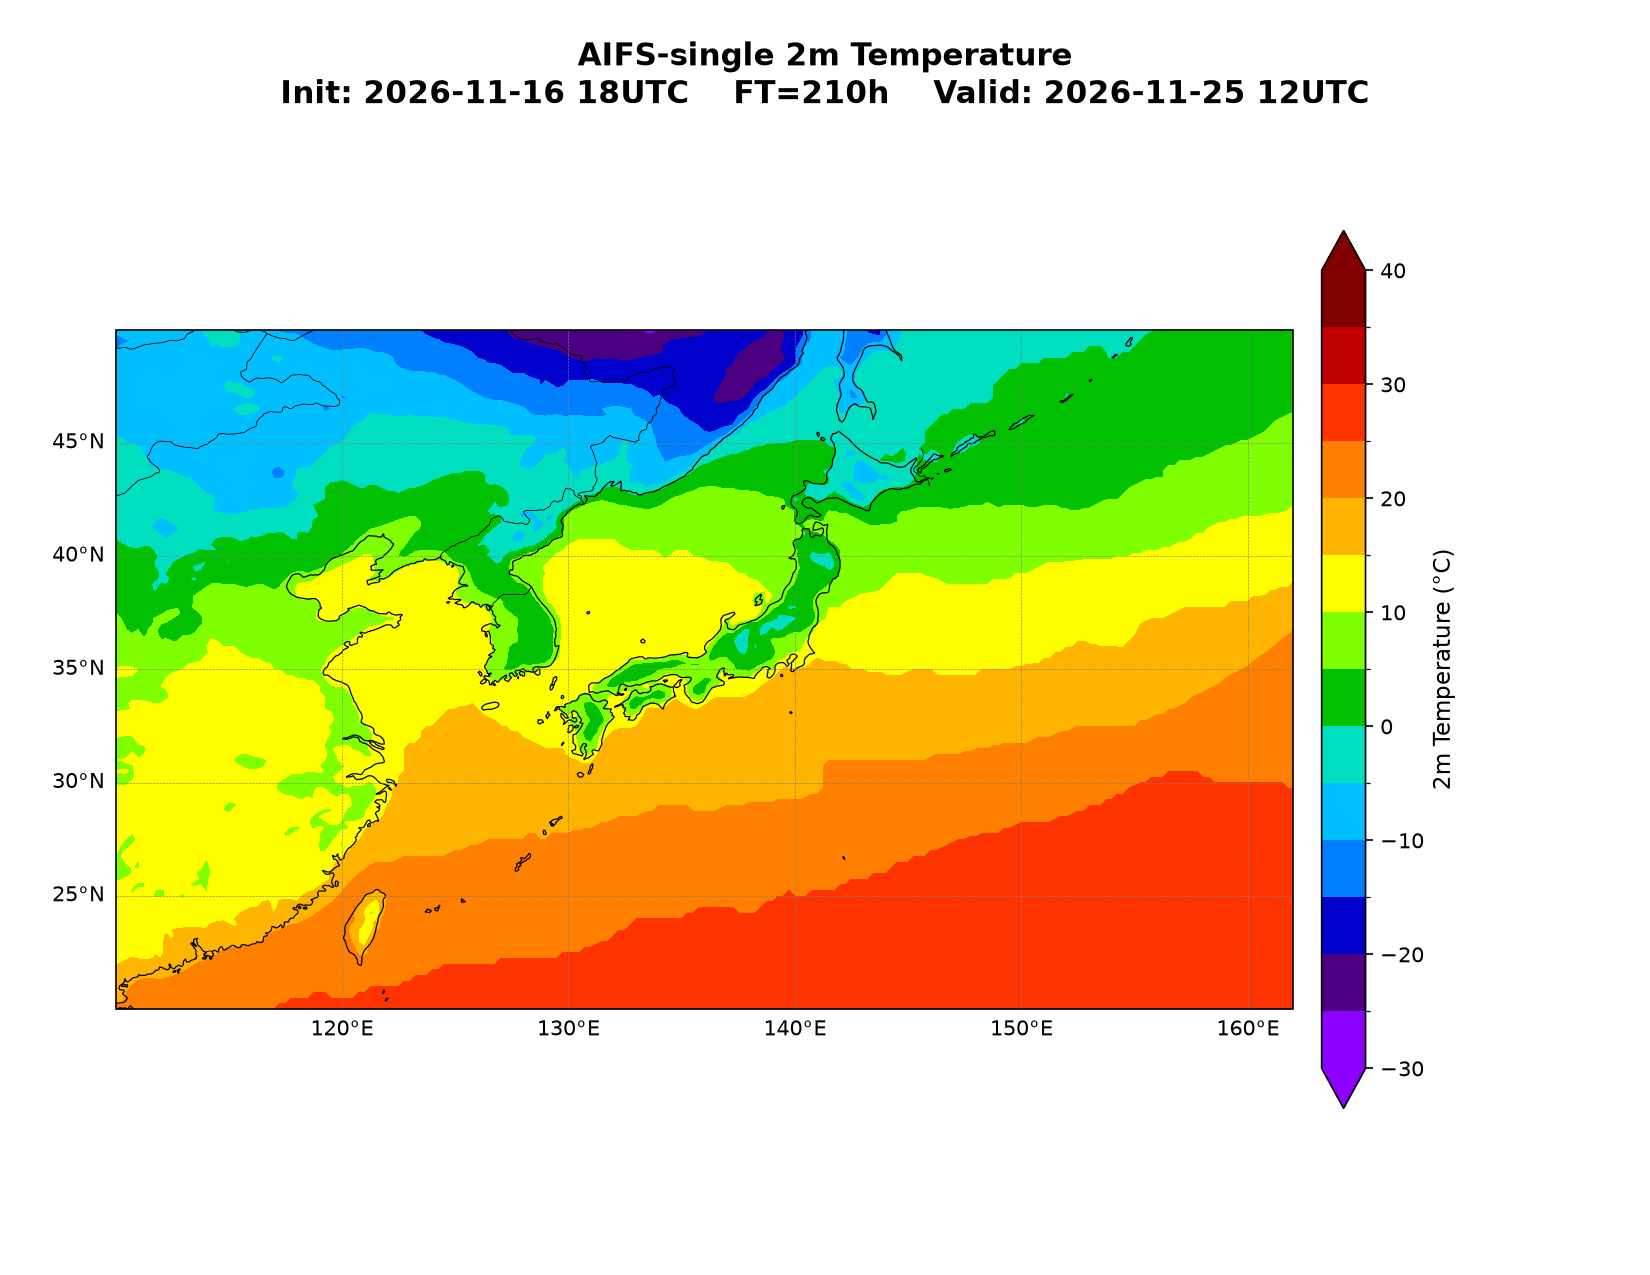 AIFS-single 2m Temperature
Init: 2026-11-16 18UTC    FT=210h    Valid: 2026-11-25 12UTC
40
30
20
10
0
−10
−20
−30
2m Temperature (°C)
45°N
40°N
35°N
30°N
25°N
120°E
130°E
140°E
150°E
160°E